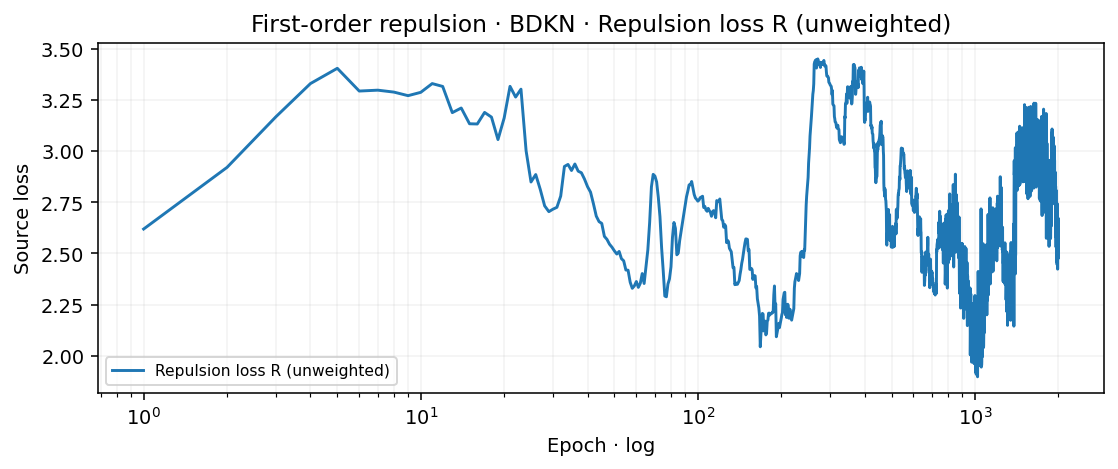 First-order repulsion · BDKN · Repulsion loss R (unweighted)
3.50
3.25
3.00
2.75
2.50
2.25
2.00
Source loss
Repulsion loss R (unweighted)
10⁰ 10¹ 10² 10³
Epoch · log